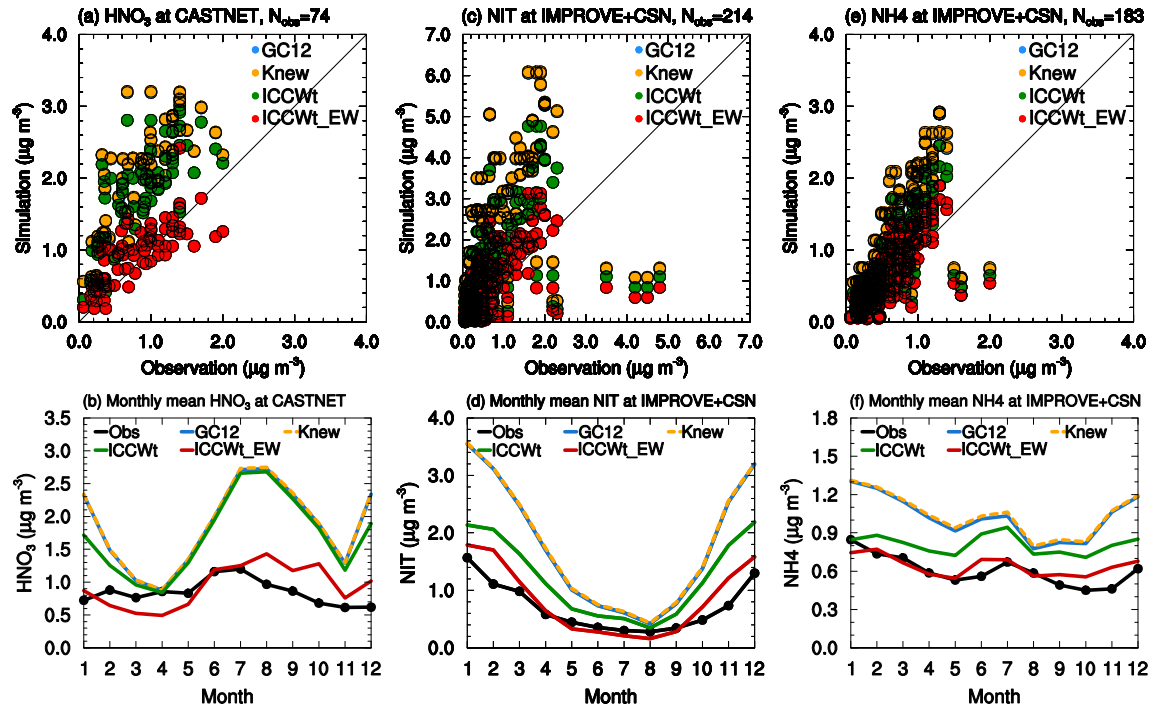 (a) HNO₃ at CASTNET, N_obs=74
GC12
Knew
ICCWt
ICCWt_EW
Simulation (µg m⁻³)
4.0
3.0
2.0
1.0
0.0
0.0 1.0 2.0 3.0 4.0
Observation (µg m⁻³)
(c) NIT at IMPROVE+CSN, N_obs=214
GC12
Knew
ICCWt
ICCWt_EW
Simulation (µg m⁻³)
7.0
6.0
5.0
4.0
3.0
2.0
1.0
0.0
0.0 1.0 2.0 3.0 4.0 5.0 6.0 7.0
Observation (µg m⁻³)
(e) NH4 at IMPROVE+CSN, N_obs=183
GC12
Knew
ICCWt
ICCWt_EW
Simulation (µg m⁻³)
4.0
3.0
2.0
1.0
0.0
0.0 1.0 2.0 3.0 4.0
Observation (µg m⁻³)
(b) Monthly mean HNO₃ at CASTNET
Obs GC12 Knew
ICCWt ICCWt_EW
HNO₃ (µg m⁻³)
3.5
3.0
2.5
2.0
1.5
1.0
0.5
0.0
1 2 3 4 5 6 7 8 9 10 11 12
Month
(d) Monthly mean NIT at IMPROVE+CSN
Obs GC12 Knew
ICCWt ICCWt_EW
NIT (µg m⁻³)
4.0
3.0
2.0
1.0
0.0
1 2 3 4 5 6 7 8 9 10 11 12
Month
(f) Monthly mean NH4 at IMPROVE+CSN
Obs GC12 Knew
ICCWt ICCWt_EW
NH4 (µg m⁻³)
1.8
1.5
1.2
0.9
0.6
0.3
0.0
1 2 3 4 5 6 7 8 9 10 11 12
Month